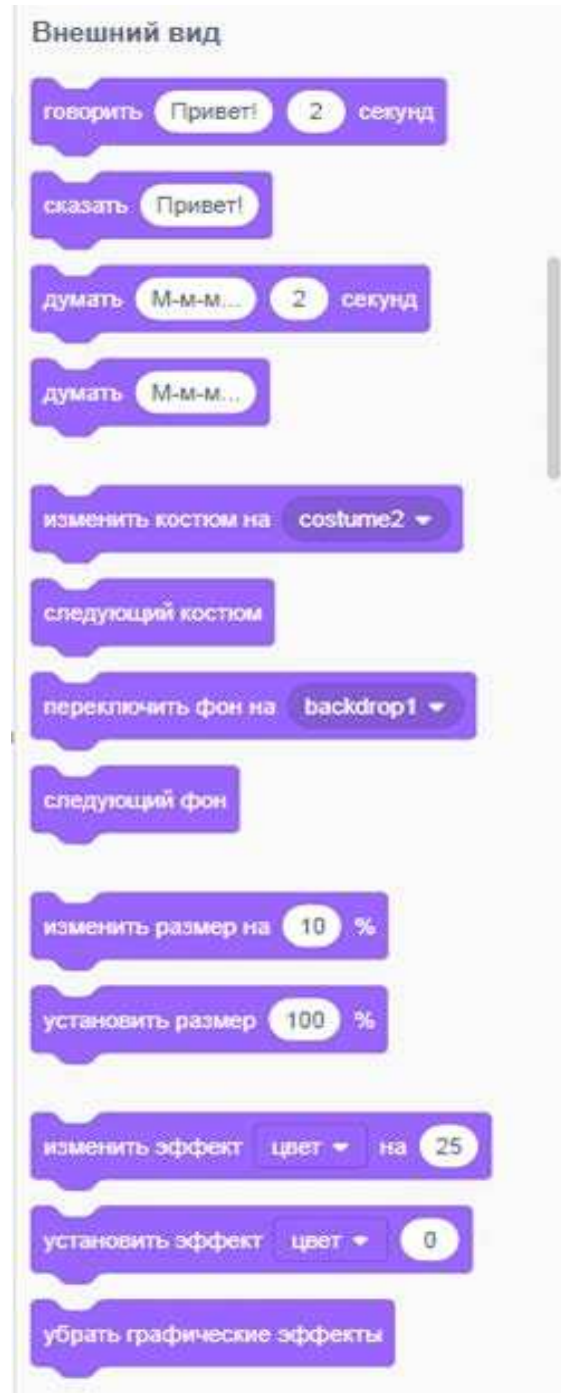 Внешний вид
говорить Привет! 2 секунд
сказать Привет!
думать М-м-м... 2 секунд
думать М-м-м...
изменить костюм на costume2
следующий костюм
переключить фон на backdrop1
следующий фон
изменить размер на 10 %
установить размер 100 %
изменить эффект цвет на 25
установить эффект цвет 0
убрать графические эффекты